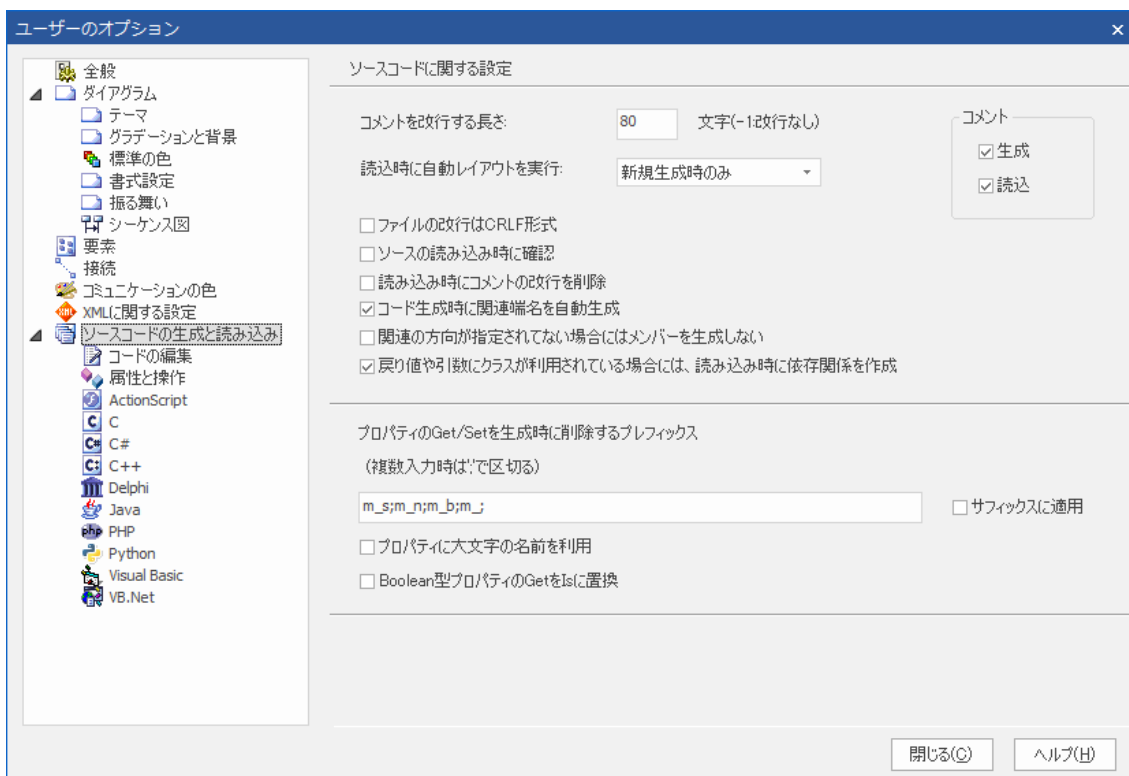 ユーザーのオプション
全般
ダイアグラム
テーマ
グラデーションと背景
標準の色
書式設定
振る舞い
シーケンス図
要素
接続
コミュニケーションの色
XMLに関する設定
ソースコードの生成と読み込み
コードの編集
属性と操作
ActionScript
C
C#
C++
Delphi
Java
PHP
Python
Visual Basic
VB.Net
ソースコードに関する設定
コメントを改行する長さ: 80 文字(-1:改行なし)
読込時に自動レイアウトを実行: 新規生成時のみ
コメント
生成
読込
ファイルの改行はCRLF形式
ソースの読み込み時に確認
読み込み時にコメントの改行を削除
コード生成時に関連端名を自動生成
関連の方向が指定されてない場合にはメンバーを生成しない
戻り値や引数にクラスが利用されている場合には、読み込み時に依存関係を作成
プロパティのGet/Setを生成時に削除するプレフィックス
(複数入力時は';'で区切る)
m_s;m_n;m_b;m_;
サフィックスに適用
プロパティに大文字の名前を利用
Boolean型プロパティのGetをIsに置換
閉じる(C)
ヘルプ(H)